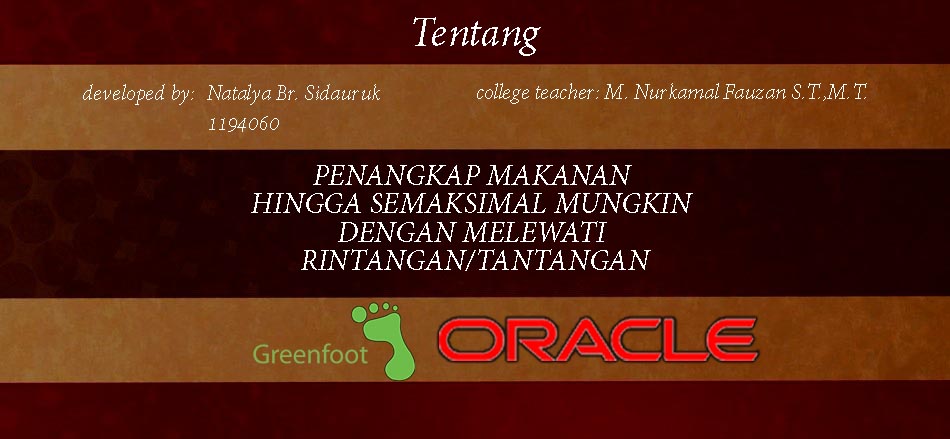 Tentang
developed by: Natalya Br. Sidauruk
1194060
college teacher: M. Nurkamal Fauzan S.T.,M.T.
PENANGKAP MAKANAN
HINGGA SEMAKSIMAL MUNGKIN
DENGAN MELEWATI
RINTANGAN/TANTANGAN
Greenfoot
ORACLE